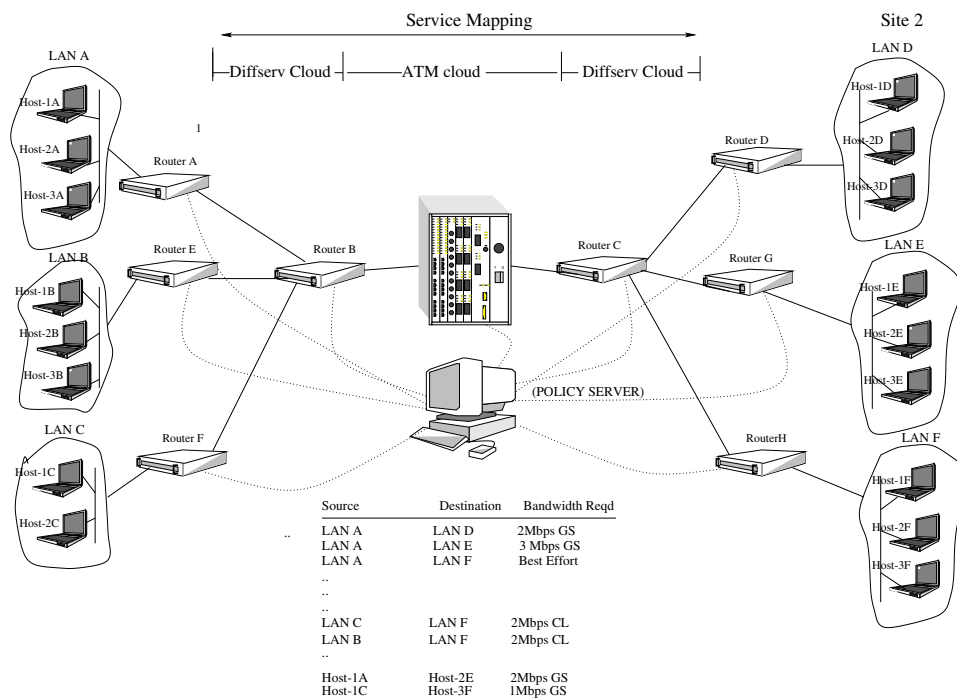 Service Mapping
Site 2
LAN A
Diffserv Cloud
ATM cloud
Diffserv Cloud
LAN D
Host-1A
Host-2A
Host-3A
1
Router A
Router D
Host-1D
Host-2D
Host-3D
LAN B
Router E
Router B
Router C
Router G
LAN E
Host-1B
Host-2B
Host-3B
Host-1E
Host-2E
Host-3E
(POLICY SERVER)
LAN C
Router F
RouterH
LAN F
Host-1C
Host-2C
Host-1F
Host-2F
Host-3F
Source Destination Bandwidth Reqd
.. LAN A LAN D 2Mbps GS
LAN A LAN E 3 Mbps GS
LAN A LAN F Best Effort
..
..
..
LAN C LAN F 2Mbps CL
LAN B LAN F 2Mbps CL
..
Host-1A Host-2E 2Mbps GS
Host-1C Host-3F 1Mbps GS